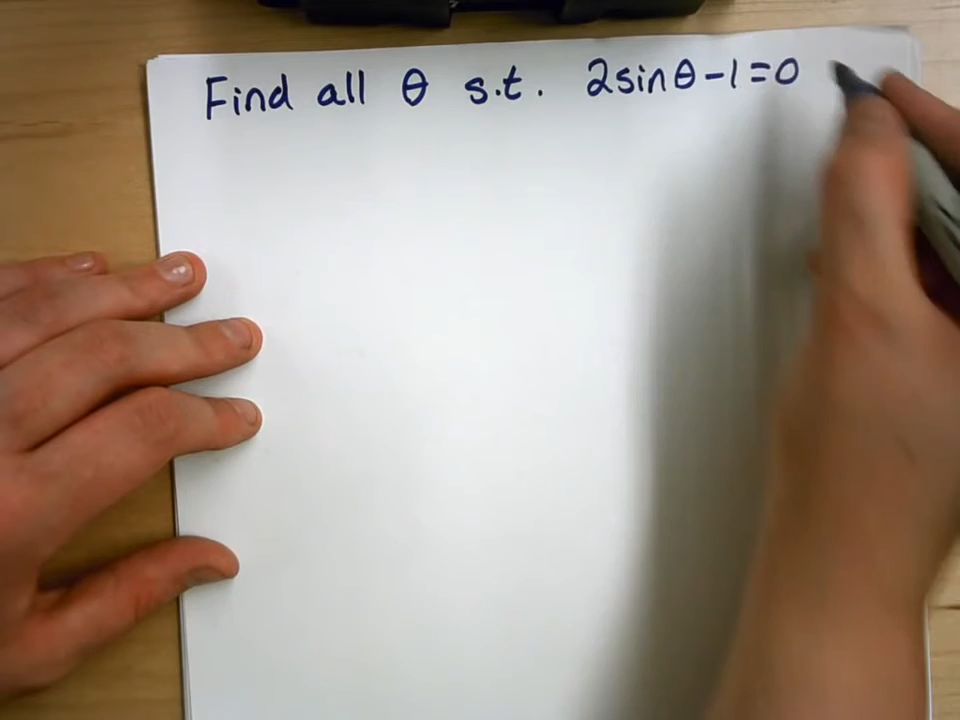 Find all θ s.t. 2sinθ-1=0